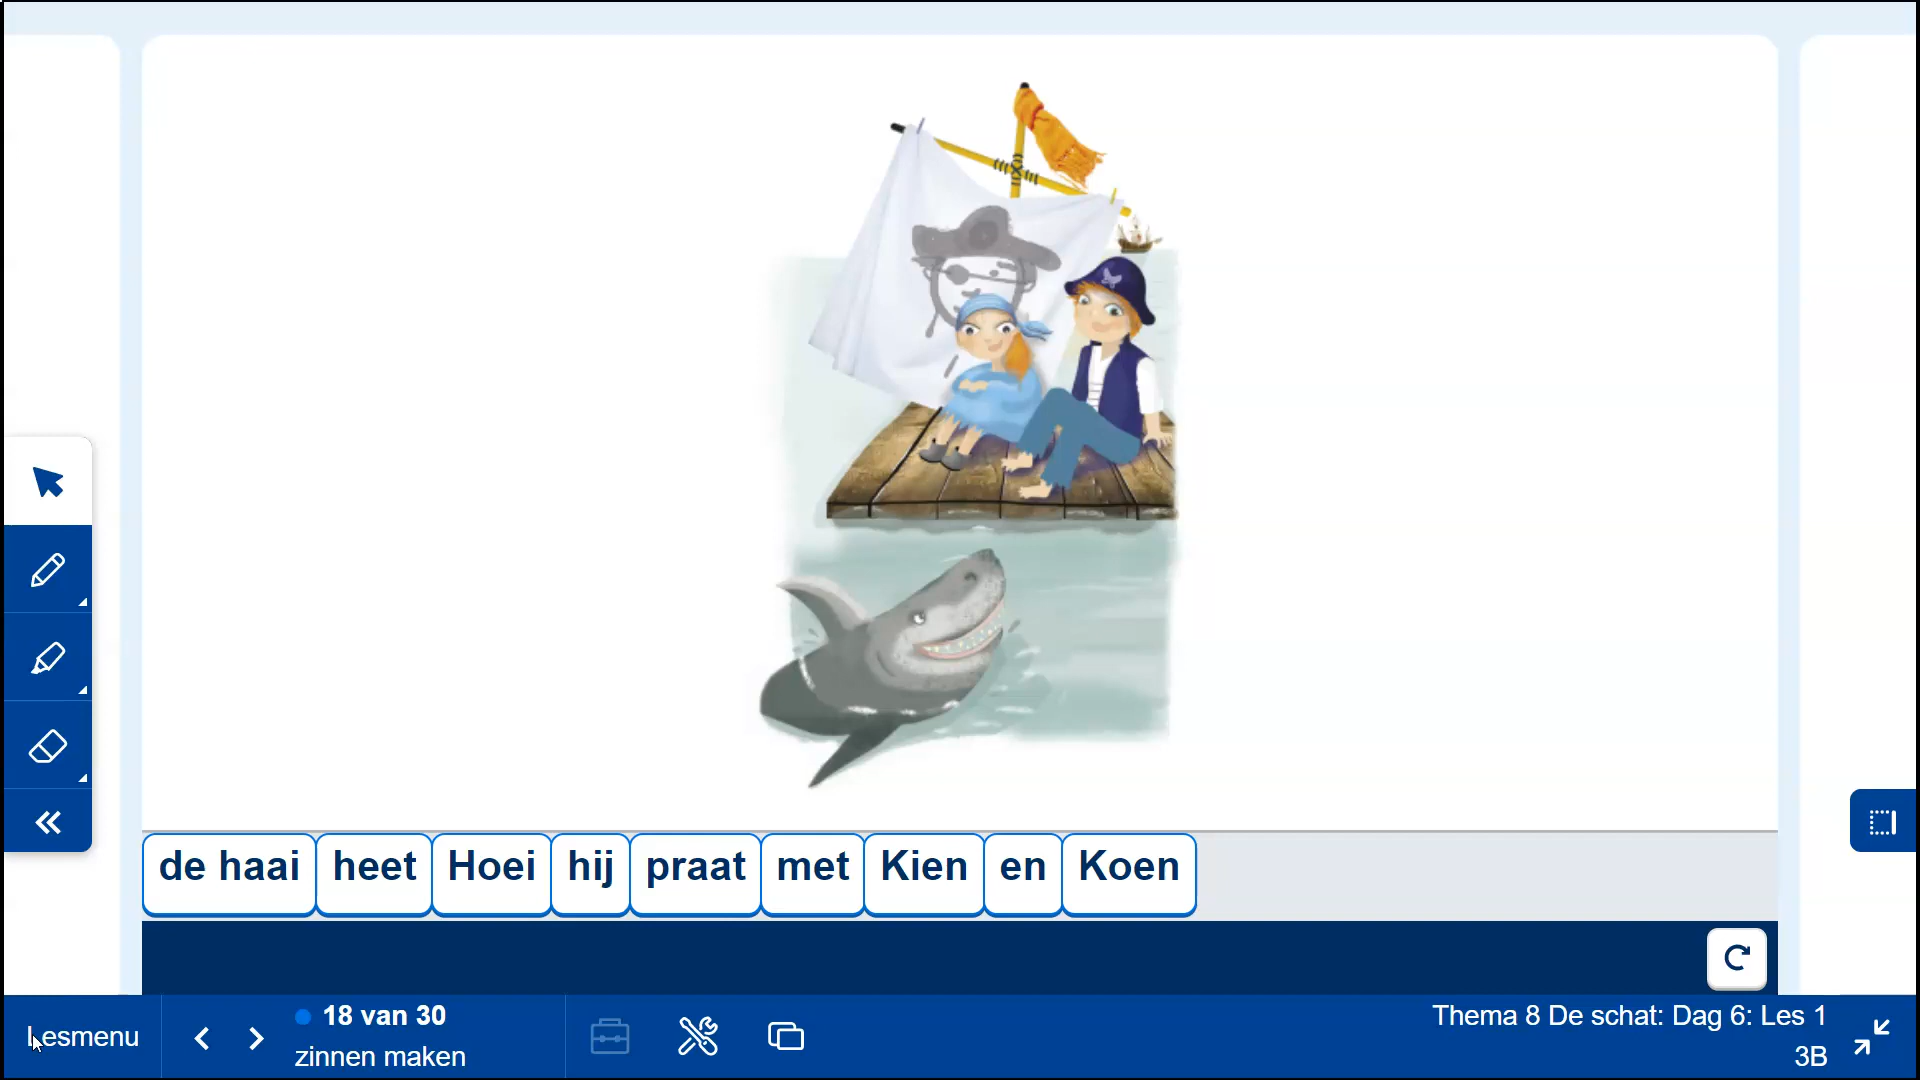 de haai heet Hoei hij praat met Kien en Koen
Lesmenu
18 van 30
zinnen maken
Thema 8 De schat: Dag 6: Les 1
3B